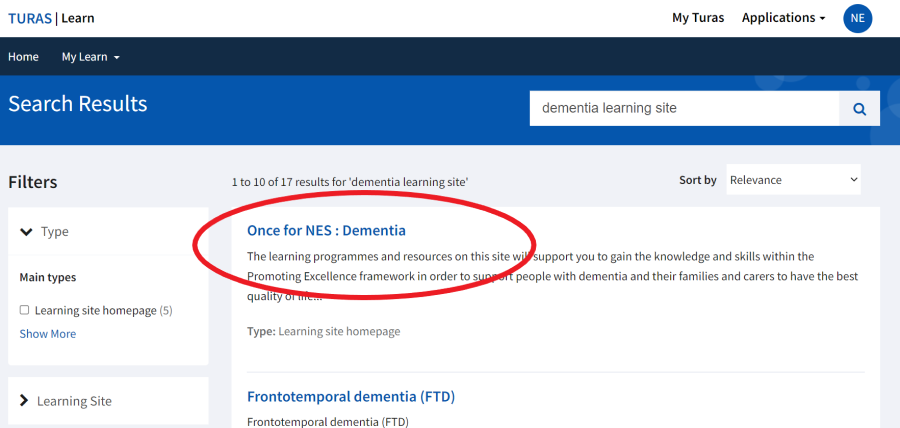 TURAS | Learn
My Turas
Applications
NE
Home
My Learn
Search Results
dementia learning site
Filters
1 to 10 of 17 results for 'dementia learning site'
Sort by
Relevance
Type
Main types
Learning site homepage (5)
Show More
Learning Site
Once for NES : Dementia
The learning programmes and resources on this site will support you to gain the knowledge and skills within the
Promoting Excellence framework in order to support people with dementia and their families and carers to have the best
quality of life...
Type: Learning site homepage
Frontotemporal dementia (FTD)
Frontotemporal dementia (FTD)